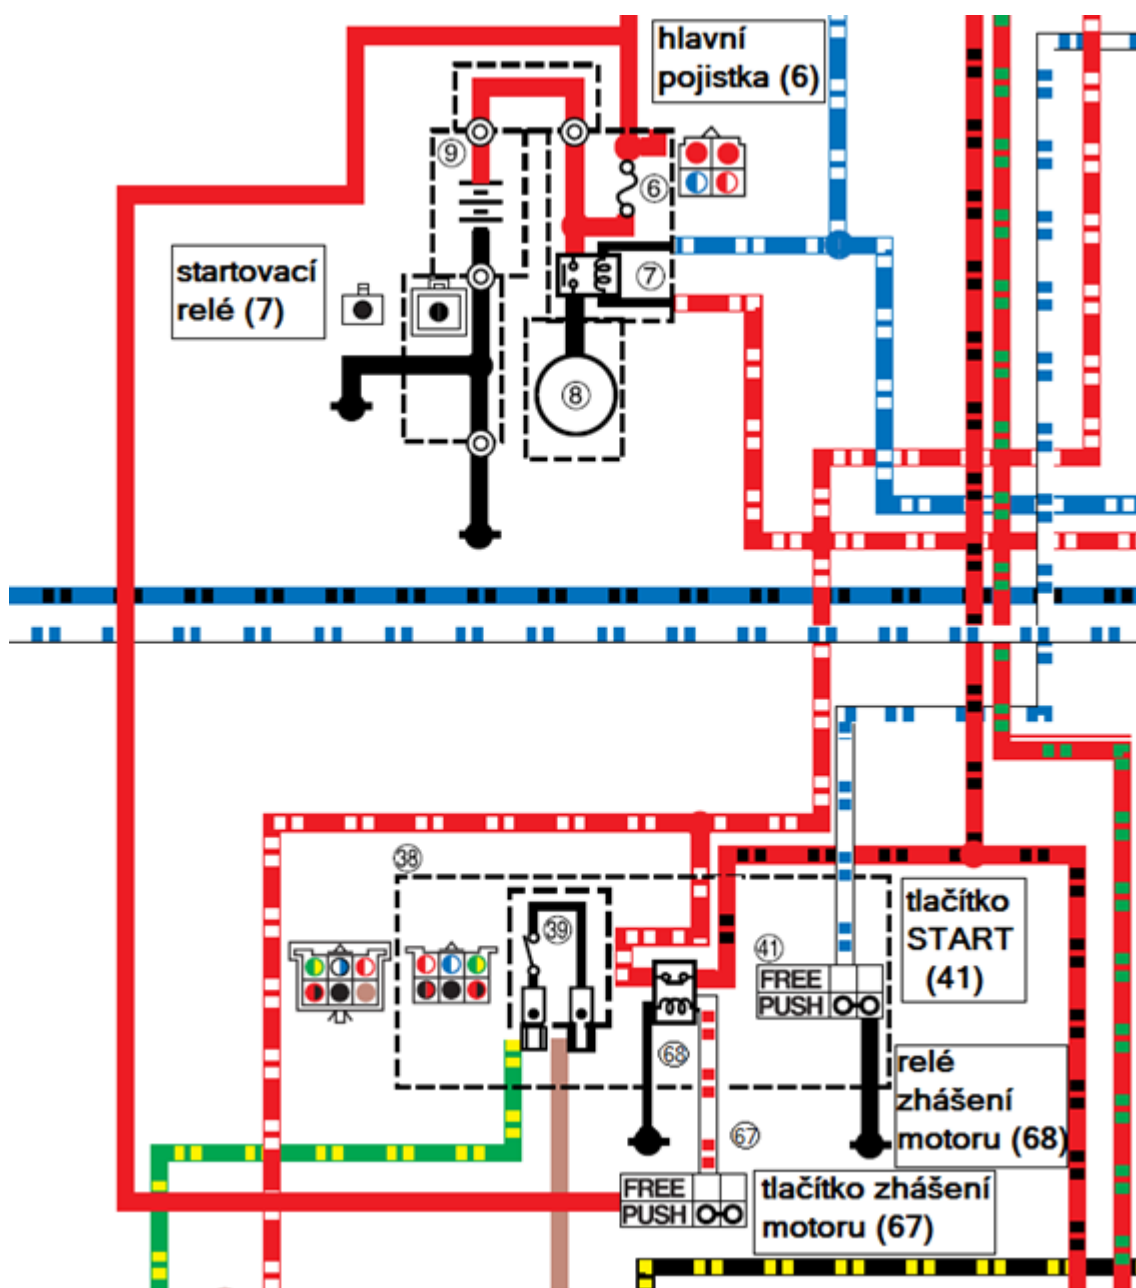 hlavní
pojistka (6)
9
6
startovací
relé (7)
7
8
38
tlačítko
START
(41)
39
41
FREE
PUSH
68
relé
zhášení
motoru (68)
67
FREE
PUSH
tlačítko zhášení
motoru (67)